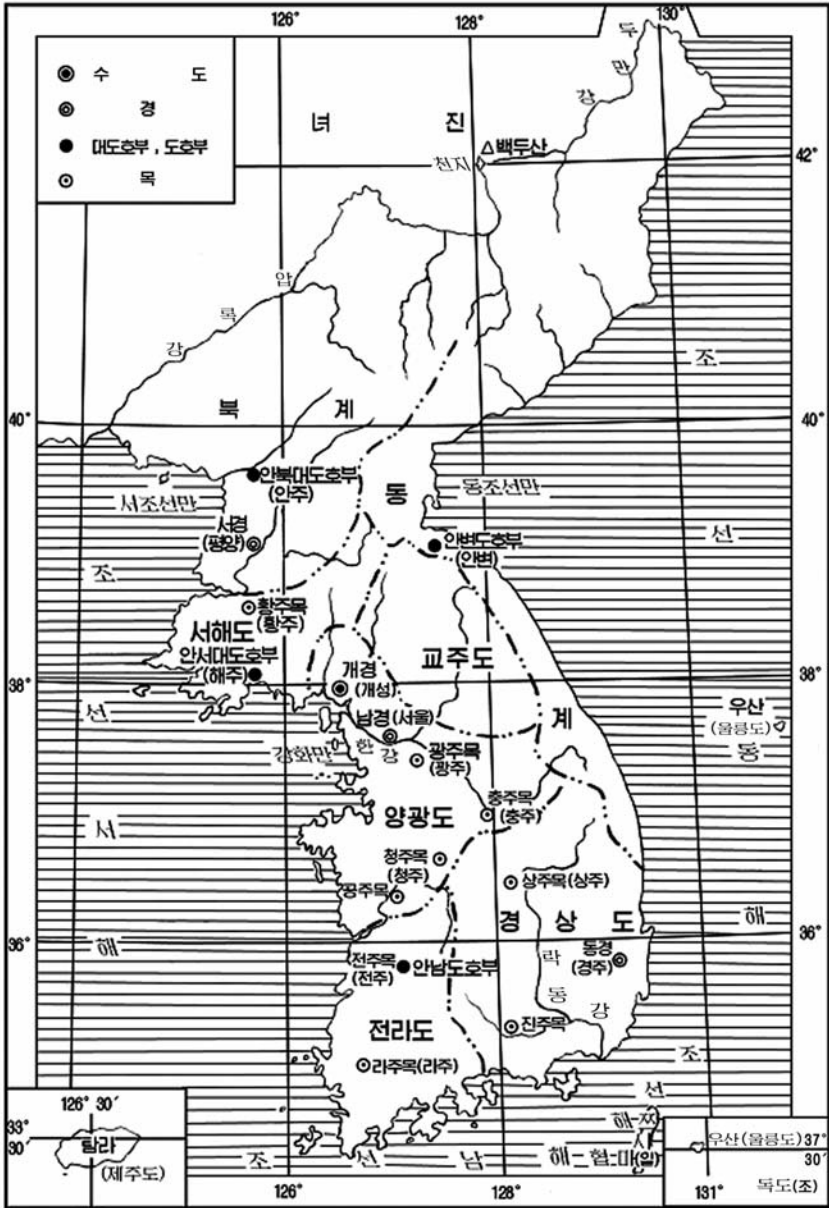 126°
128°
130°
수 도
경
대도호부 , 도호부
목
녀 진
두만강
△백두산
천지
42°
압록강
조
북 계
40°
40°
안북대도호부
(안주)
서조선만
동
동조선만
서경
(평양)
안변도호부
(안변)
선
조
황주목
(황주)
서해도
안서대도호부
(해주)
교주도
38°
개경
(개성)
38°
우산
(울릉도)
남경(서울)
계
선
강화만
한강
광주목
(광주)
동
충주목
(충주)
양광도
서
청주목
(청주)
상주목(상주)
공주목
경 상 도
해
36°
해
36°
전주목
(전주)
안남도호부
동경
(경주)
락동강
전라도
진주목
라주목(라주)
조
선
126° 30′
해
33°
30′
탐라
(제주도)
조 선 남 해 협
우산(울릉도)
37°
30′
독도(조)
126°
128°
131°